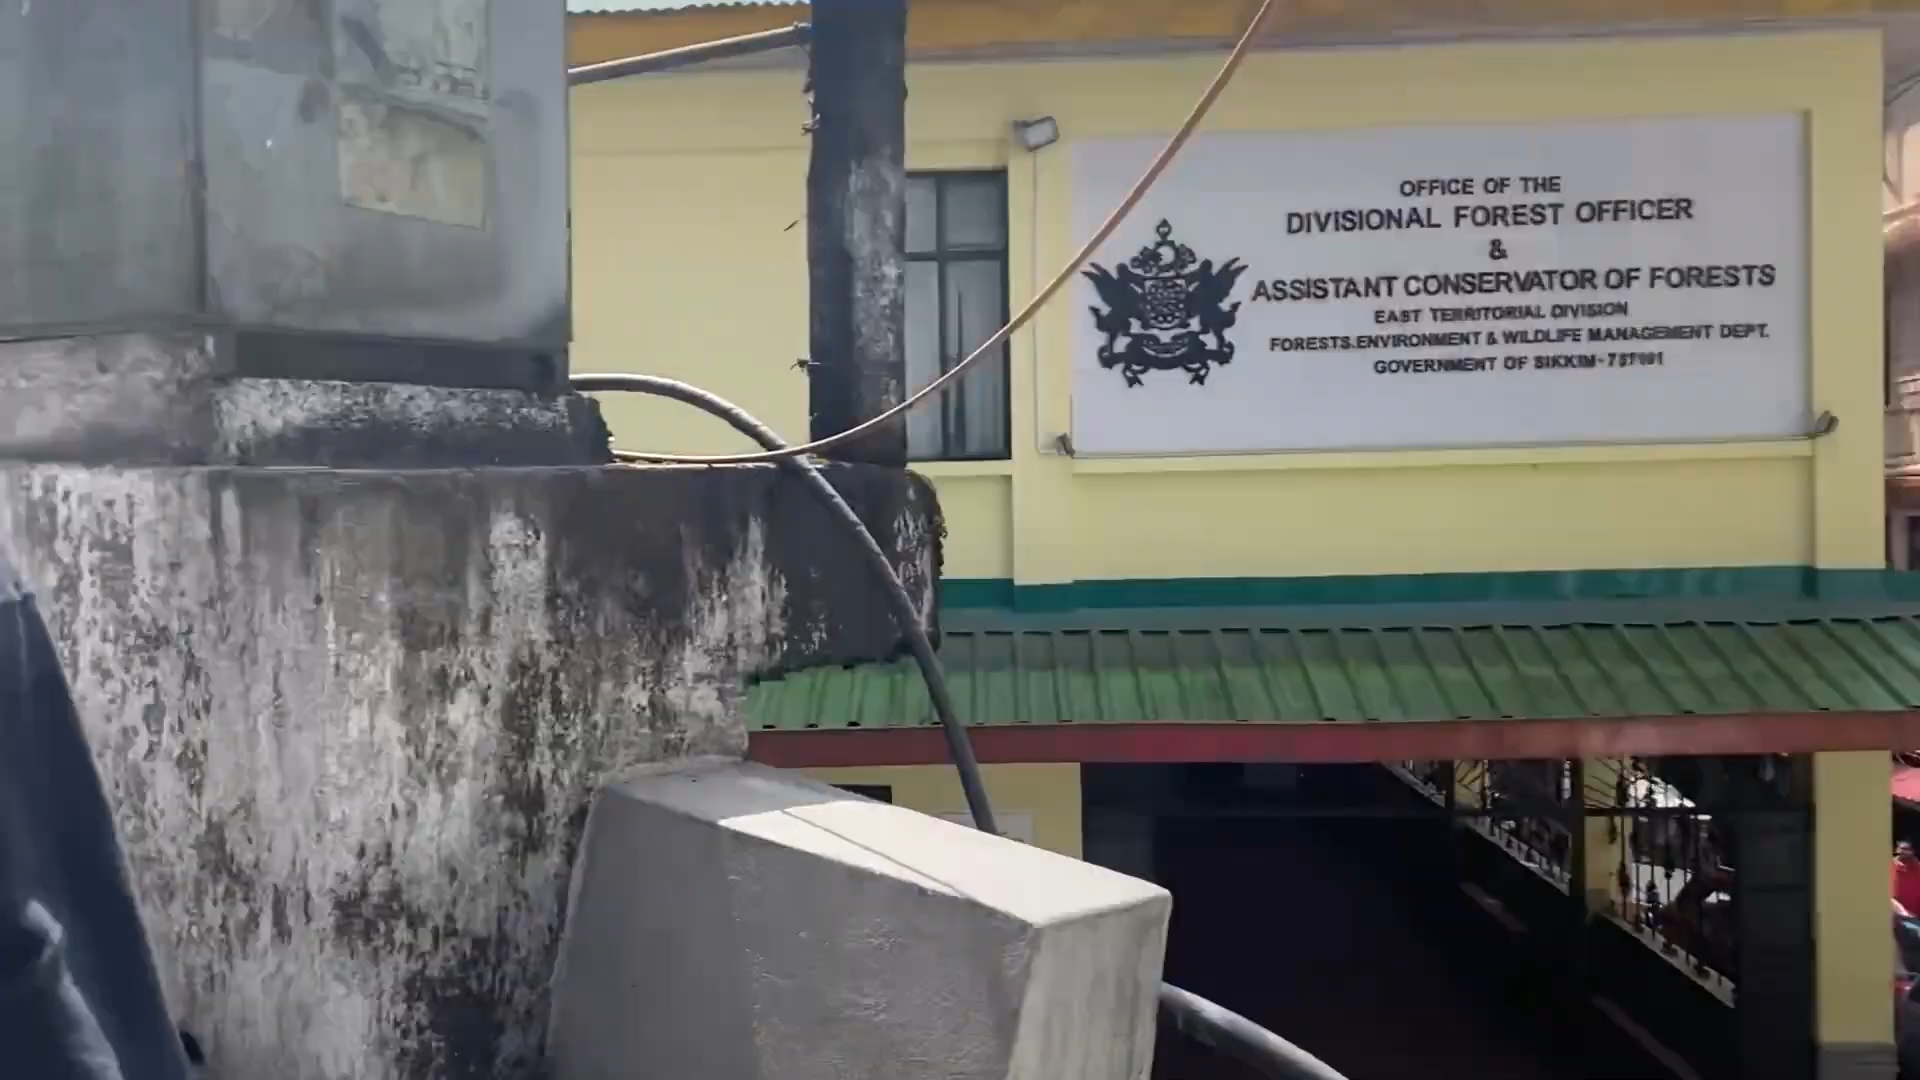 OFFICE OF THE
DIVISIONAL FOREST OFFICER
&
ASSISTANT CONSERVATOR OF FORESTS
EAST TERRITORIAL DIVISION
FORESTS.ENVIRONMENT & WILDLIFE MANAGEMENT DEPT.
GOVERNMENT OF SIKKIM-